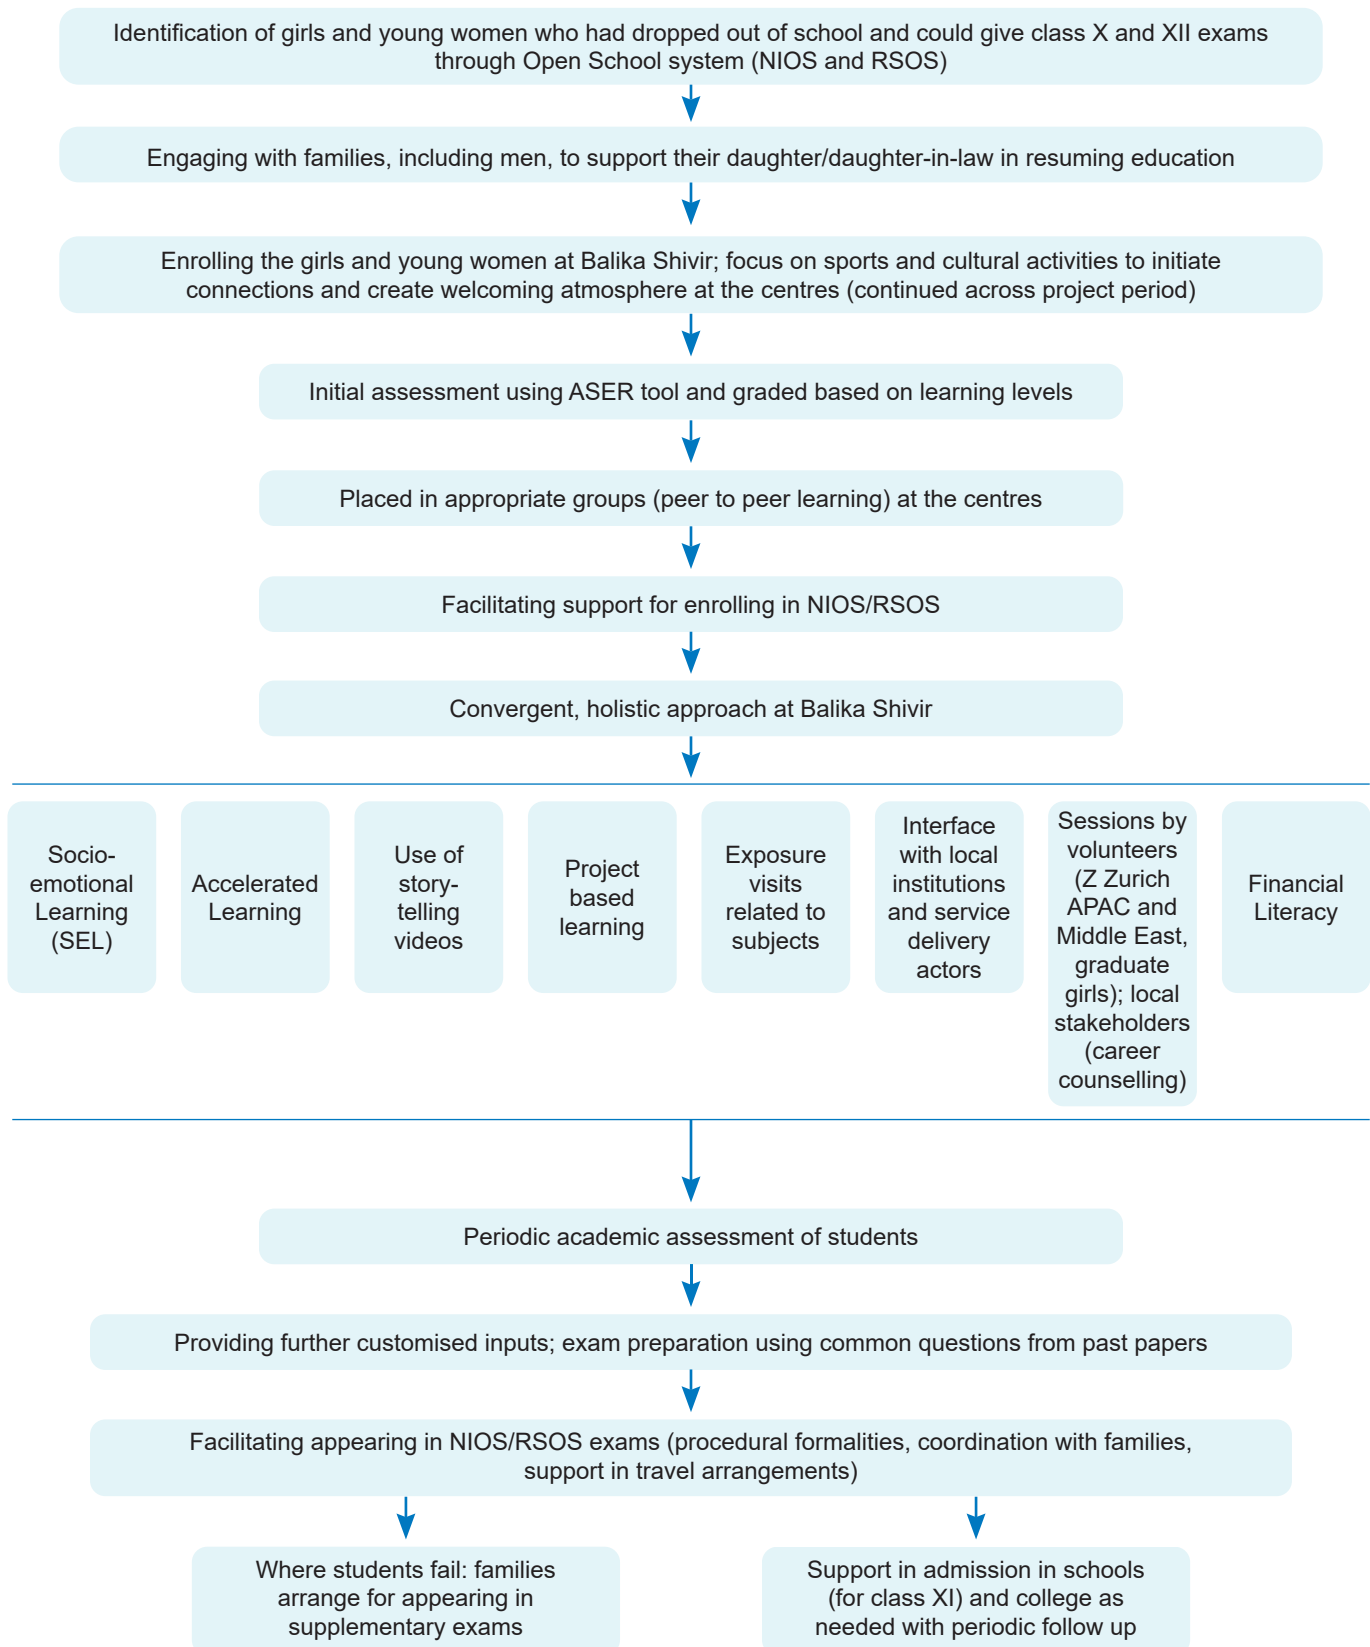 Identification of girls and young women who had dropped out of school and could give class X and XII exams
through Open School system (NIOS and RSOS)
Engaging with families, including men, to support their daughter/daughter-in-law in resuming education
Enrolling the girls and young women at Balika Shivir; focus on sports and cultural activities to initiate
connections and create welcoming atmosphere at the centres (continued across project period)
Initial assessment using ASER tool and graded based on learning levels
Placed in appropriate groups (peer to peer learning) at the centres
Facilitating support for enrolling in NIOS/RSOS
Convergent, holistic approach at Balika Shivir
Socio-
emotional
Learning
(SEL)
Accelerated
Learning
Use of
story-
telling
videos
Project
based
learning
Exposure
visits
related to
subjects
Interface
with local
institutions
and service
delivery
actors
Sessions by
volunteers
(Z Zurich
APAC and
Middle East,
graduate
girls); local
stakeholders
(career
counselling)
Financial
Literacy
Periodic academic assessment of students
Providing further customised inputs; exam preparation using common questions from past papers
Facilitating appearing in NIOS/RSOS exams (procedural formalities, coordination with families,
support in travel arrangements)
Where students fail: families
arrange for appearing in
supplementary exams
Support in admission in schools
(for class XI) and college as
needed with periodic follow up